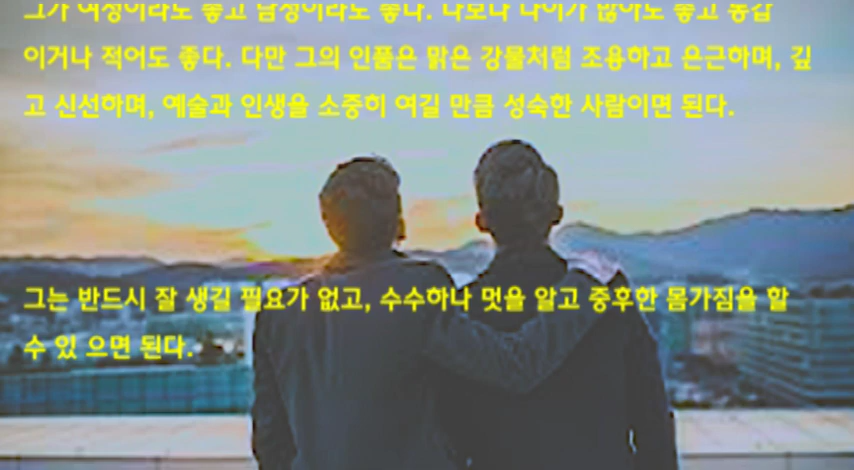 그가 여성이라도 좋고 남성이라도 좋다. 나보다 나이가 많아도 좋고 동갑
이거나 적어도 좋다. 다만 그의 인품은 맑은 강물처럼 조용하고 은근하며, 깊
고 신선하며, 예술과 인생을 소중히 여길 만큼 성숙한 사람이면 된다.
그는 반드시 잘 생길 필요가 없고, 수수하나 멋을 알고 중후한 몸가짐을 할
수 있 으면 된다.